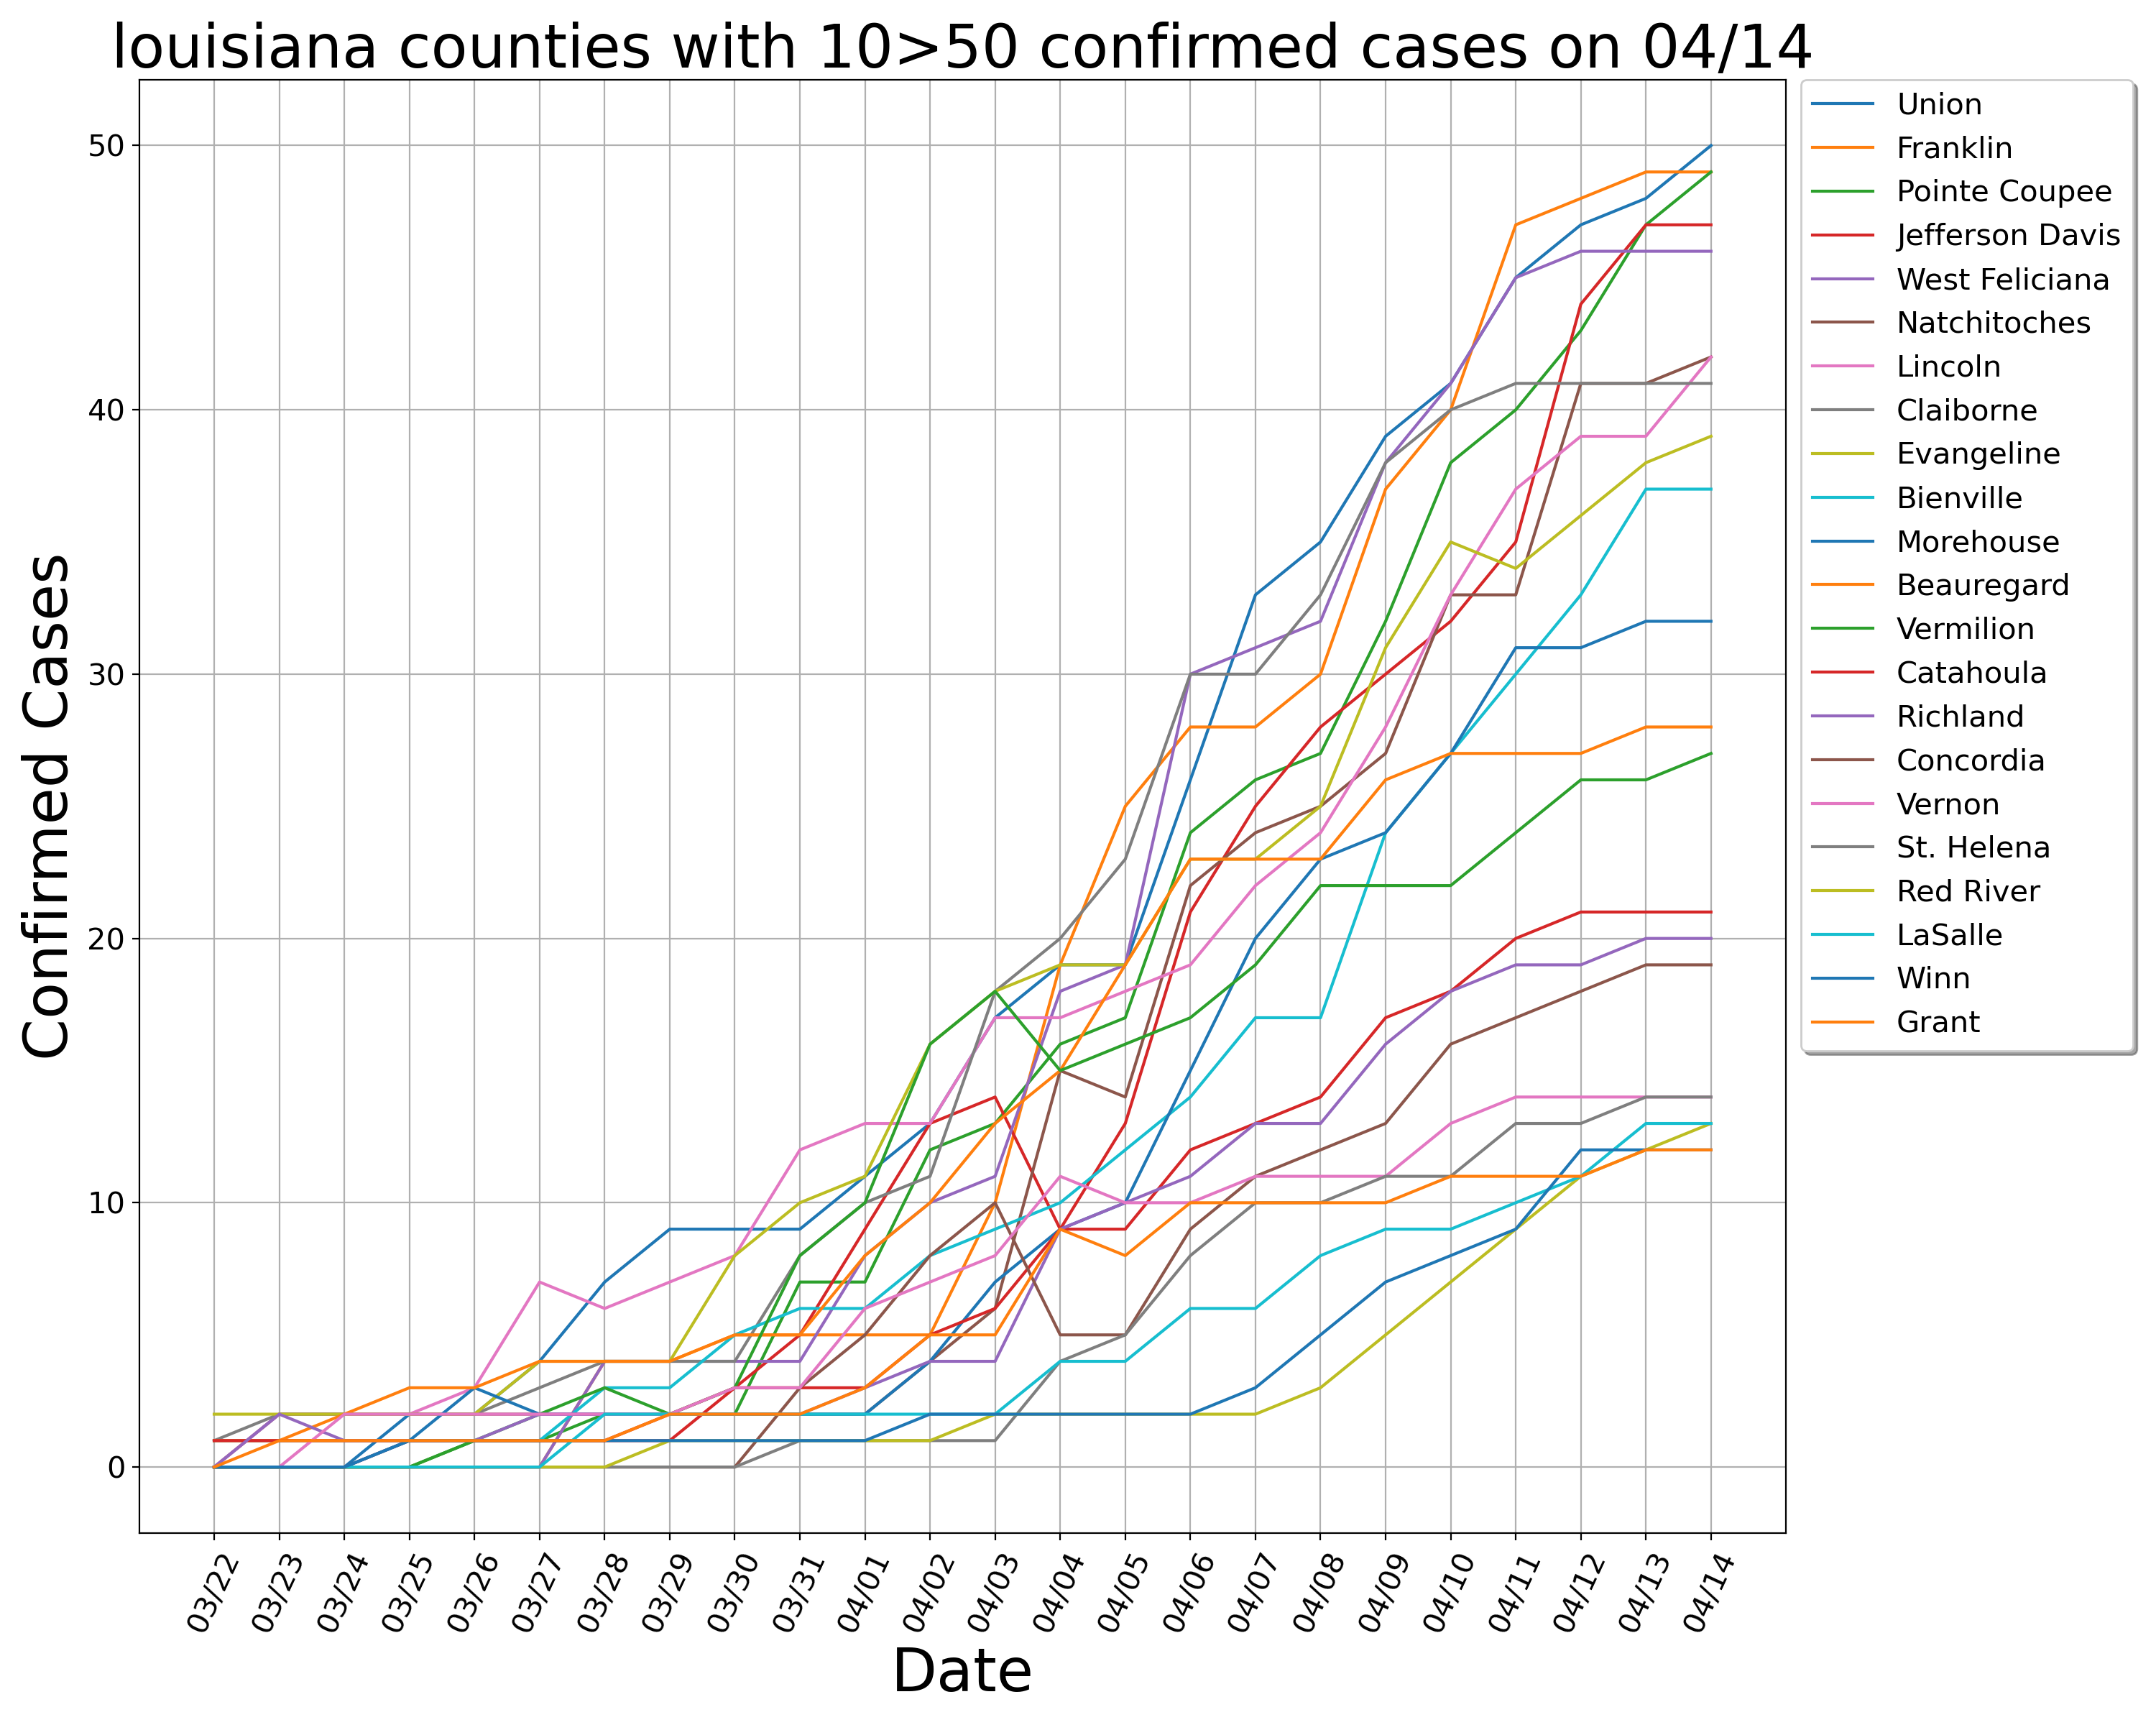 louisiana counties with 10>50 confirmed cases on 04/14
Confirmed Cases
50
40
30
20
10
0
03/22
03/23
03/24
03/25
03/26
03/27
03/28
03/29
03/30
03/31
04/01
04/02
04/03
04/04
04/05
04/06
04/07
04/08
04/09
04/10
04/11
04/12
04/13
04/14
Date
Union
Franklin
Pointe Coupee
Jefferson Davis
West Feliciana
Natchitoches
Lincoln
Claiborne
Evangeline
Bienville
Morehouse
Beauregard
Vermilion
Catahoula
Richland
Concordia
Vernon
St. Helena
Red River
LaSalle
Winn
Grant